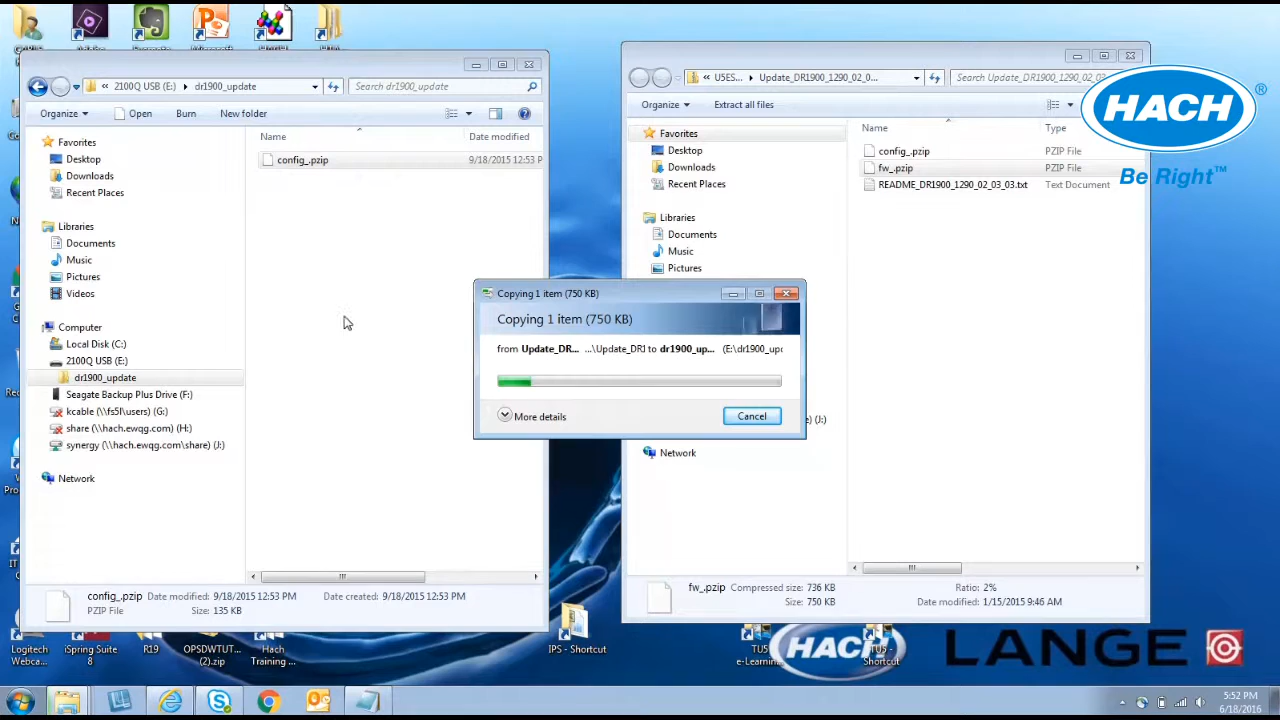 Adobe
Evernote
Microsoft
HACH
2100Q USB (E:) dr1900_update
Search dr1900_update
Organize
Open
Burn
New folder
Name
Date modified
config_.pzip
9/18/2015 12:53 P
Favorites
Desktop
Downloads
Recent Places
Libraries
Documents
Music
Pictures
Videos
Computer
Local Disk (C:)
2100Q USB (E:)
dr1900_update
Seagate Backup Plus Drive (F:)
kcable (\\fs5l\users) (G:)
share (\\hach.ewqg.com) (H:)
synergy (\\hach.ewqg.com\share) (J:)
Network
config_.pzip Date modified: 9/18/2015 12:53 PM Date created: 9/18/2015 12:53 PM
PZIP File Size: 135 KB
« U5ES... Update_DR1900_1290_02_0...
Search Update_DR1900_1290_02_03
Organize
Extract all files
Name
Type
config_.pzip PZIP File
fw_.pzip PZIP File
README_DR1900_1290_02_03_03.txt Text Document
Favorites
Desktop
Downloads
Recent Places
Libraries
Documents
Music
Pictures
/) (J:)
Network
fw_.pzip Compressed size: 736 KB Ratio: 2%
Size: 750 KB Date modified: 1/15/2015 9:46 AM
HACH
®
Be Right™
Copying 1 item (750 KB)
Copying 1 item (750 KB)
from Update_DR... ...\Update_DRI to dr1900_up... (E:\dr1900_upd
More details
Cancel
Logitech
Webca...
iSpring Suite
8
R19
OPSDWTUT...
(2).zip
Hach
Training ...
IPS - Shortcut
TU5
e-Learning
TU5 -
Shortcut
HACH
LANGE
5:52 PM
6/18/2016